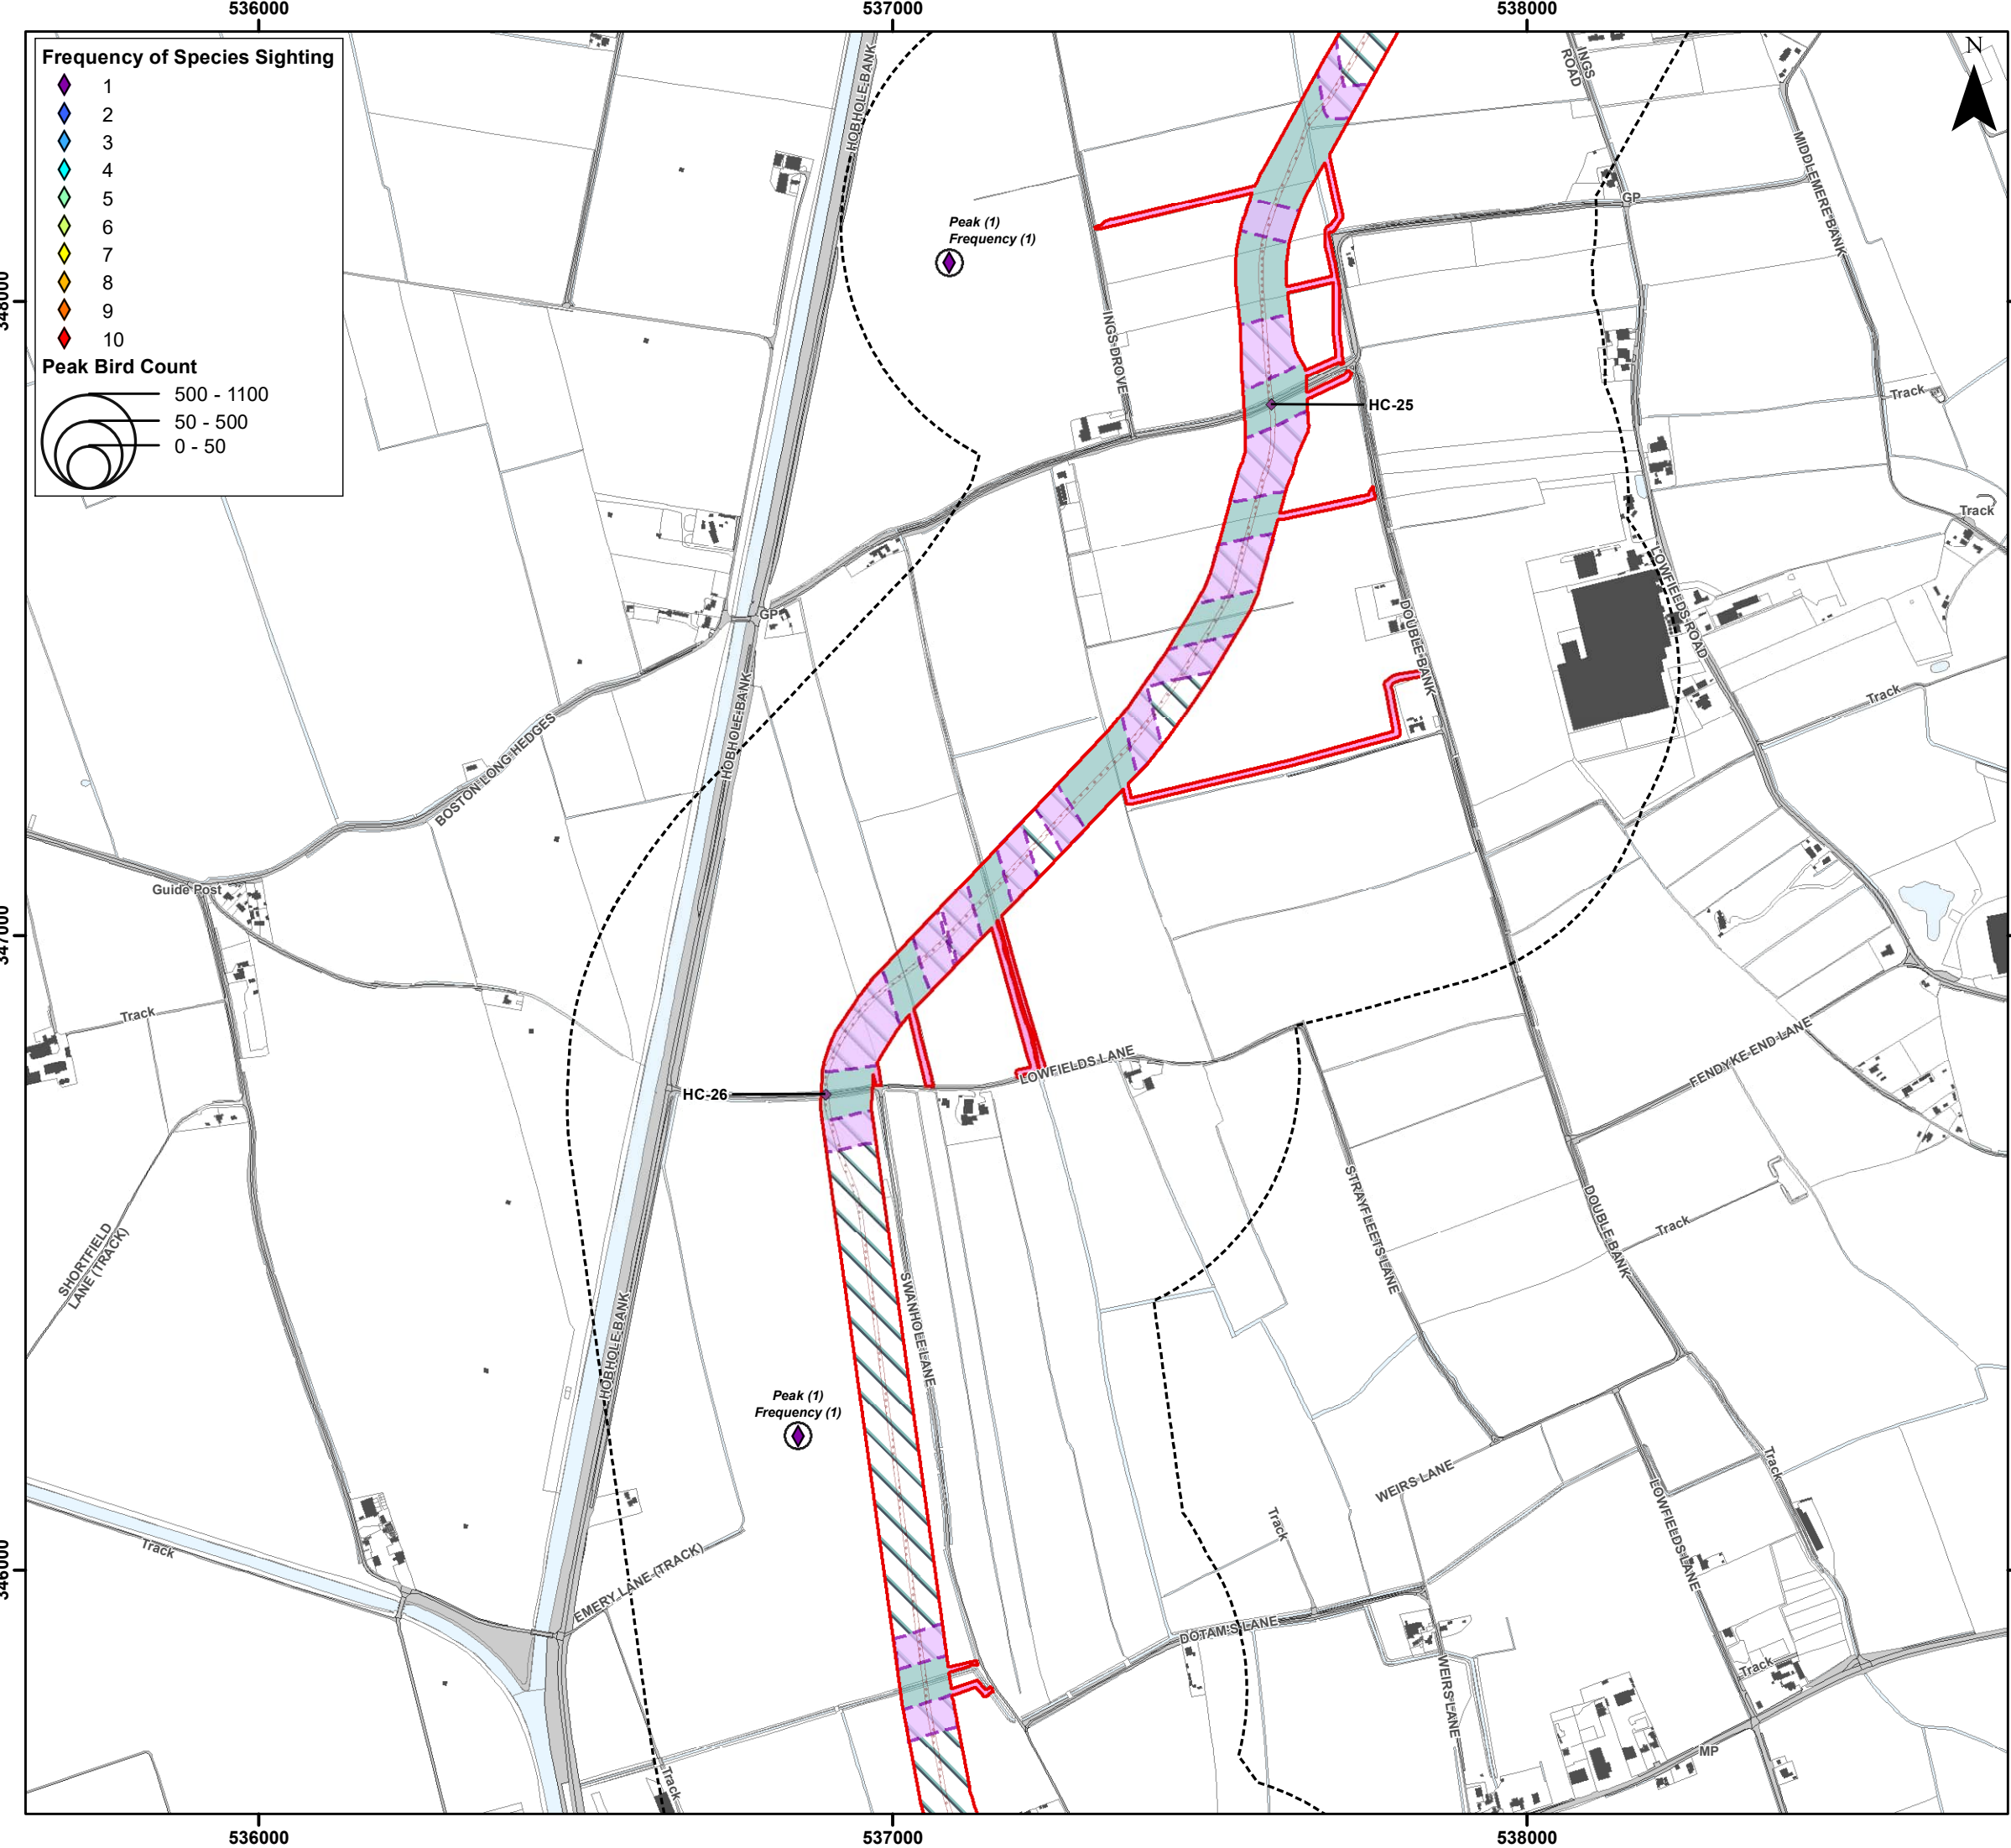 536000
537000
538000
Frequency of Species Sighting
1
2
3
4
5
6
7
8
9
10
Peak Bird Count
500 - 1100
50 - 500
0 - 50
N
HOBHOLE BANK
INGS
ROAD
MIDDLEMERE BANK
GP
Peak (1)
Frequency (1)
348000
INGS DROVE
HC-25
Track
Track
GP
LOWFIELDS ROAD
DOUBLE BANK
HOBHOLE BANK
Track
BOSTON LONG HEDGES
Guide Post
347000
Track
LOWFIELDS LANE
FENDYKE END LANE
HC-26
STRAYFLEETS LANE
DOUBLE BANK
Track
SHORTFIELD
LANE (TRACK)
SWANHOLE LANE
HOBHOLE BANK
Peak (1)
Frequency (1)
WEIRS LANE
Track
LOWFIELDS LANE
Track
Track
346000
EMERY LANE (TRACK)
DOTAM'S LANE
WEIRS LANE
Track
Track
MP
536000
537000
538000